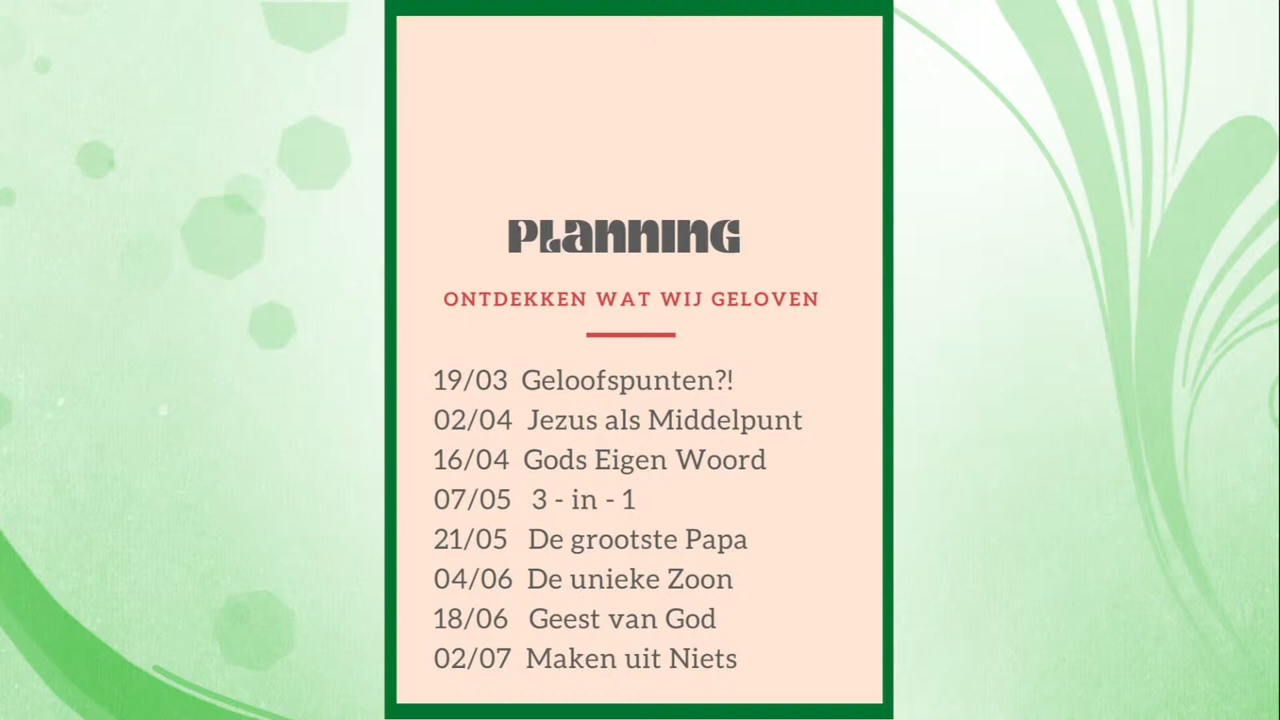 PLANNING
ONTDEKKEN WAT WIJ GELOVEN
19/03 Geloofspunten?!
02/04 Jezus als Middelpunt
16/04 Gods Eigen Woord
07/05 3 - in - 1
21/05 De grootste Papa
04/06 De unieke Zoon
18/06 Geest van God
02/07 Maken uit Niets